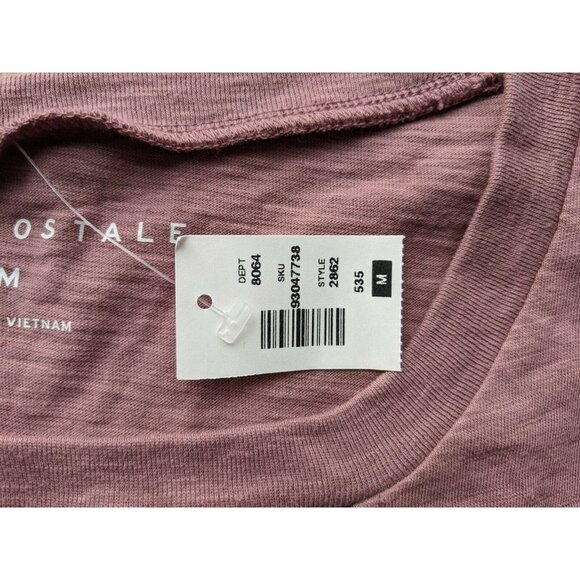 OSTALE
M
VIETNAM
DEPT
8064
SKU
93047738
STYLE
2862
535
M